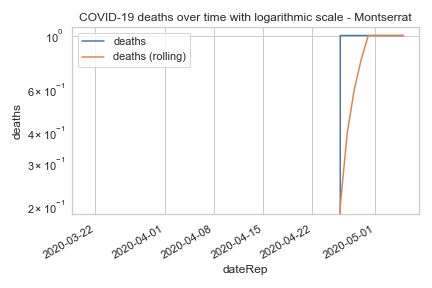 COVID-19 deaths over time with logarithmic scale - Montserrat
deaths
deaths (rolling)
10⁰
6 × 10⁻¹
4 × 10⁻¹
3 × 10⁻¹
2 × 10⁻¹
deaths
2020-03-22
2020-04-01
2020-04-08
2020-04-15
2020-04-22
2020-05-01
dateRep